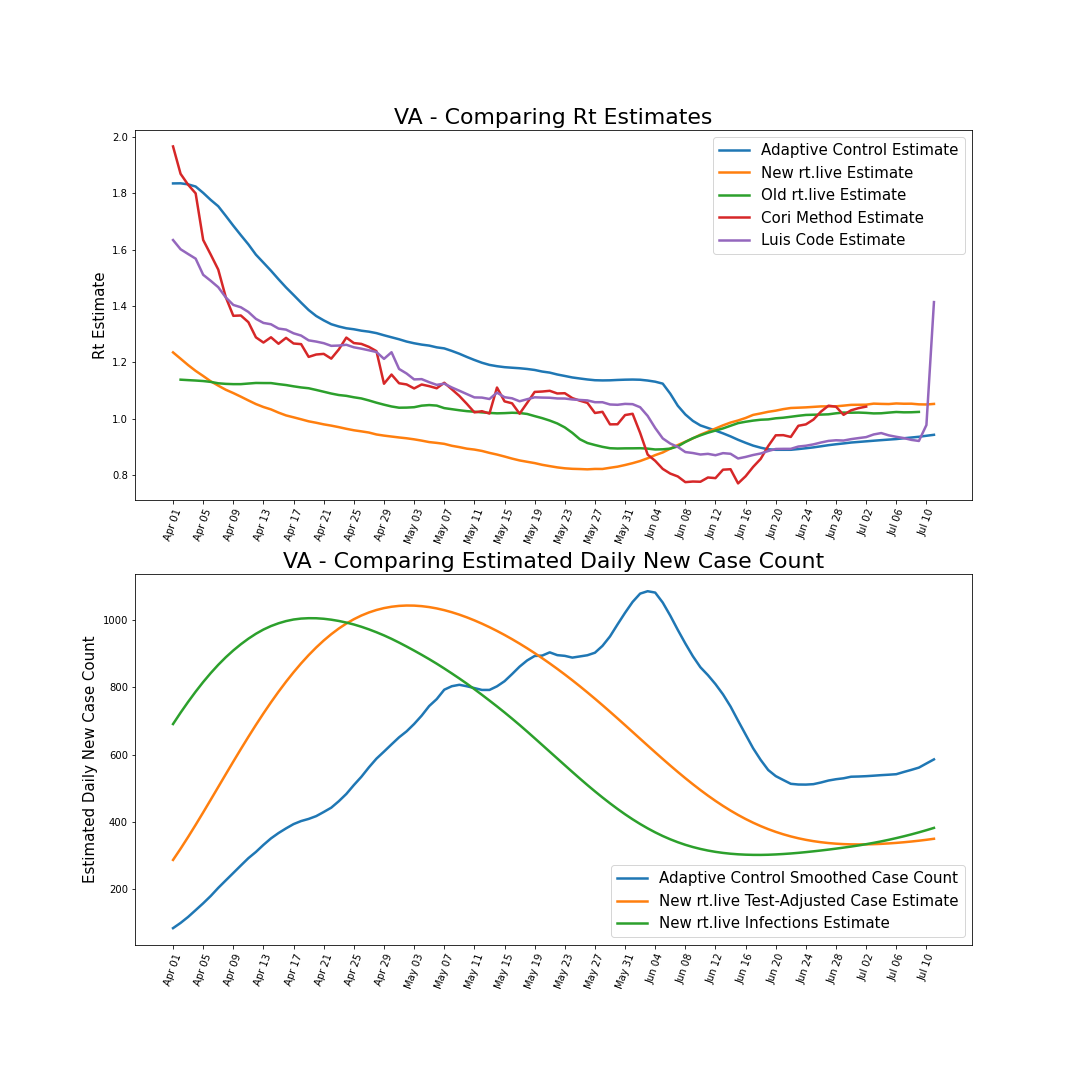 VA - Comparing Rt Estimates
Rt Estimate
2.0
1.8
1.6
1.4
1.2
1.0
0.8
Adaptive Control Estimate
New rt.live Estimate
Old rt.live Estimate
Cori Method Estimate
Luis Code Estimate
Apr 01
Apr 05
Apr 09
Apr 13
Apr 17
Apr 21
Apr 25
Apr 29
May 03
May 07
May 11
May 15
May 19
May 23
May 27
May 31
Jun 04
Jun 08
Jun 12
Jun 16
Jun 20
Jun 24
Jun 28
Jul 02
Jul 06
Jul 10
VA - Comparing Estimated Daily New Case Count
Estimated Daily New Case Count
1000
800
600
400
200
Adaptive Control Smoothed Case Count
New rt.live Test-Adjusted Case Estimate
New rt.live Infections Estimate
Apr 01
Apr 05
Apr 09
Apr 13
Apr 17
Apr 21
Apr 25
Apr 29
May 03
May 07
May 11
May 15
May 19
May 23
May 27
May 31
Jun 04
Jun 08
Jun 12
Jun 16
Jun 20
Jun 24
Jun 28
Jul 02
Jul 06
Jul 10